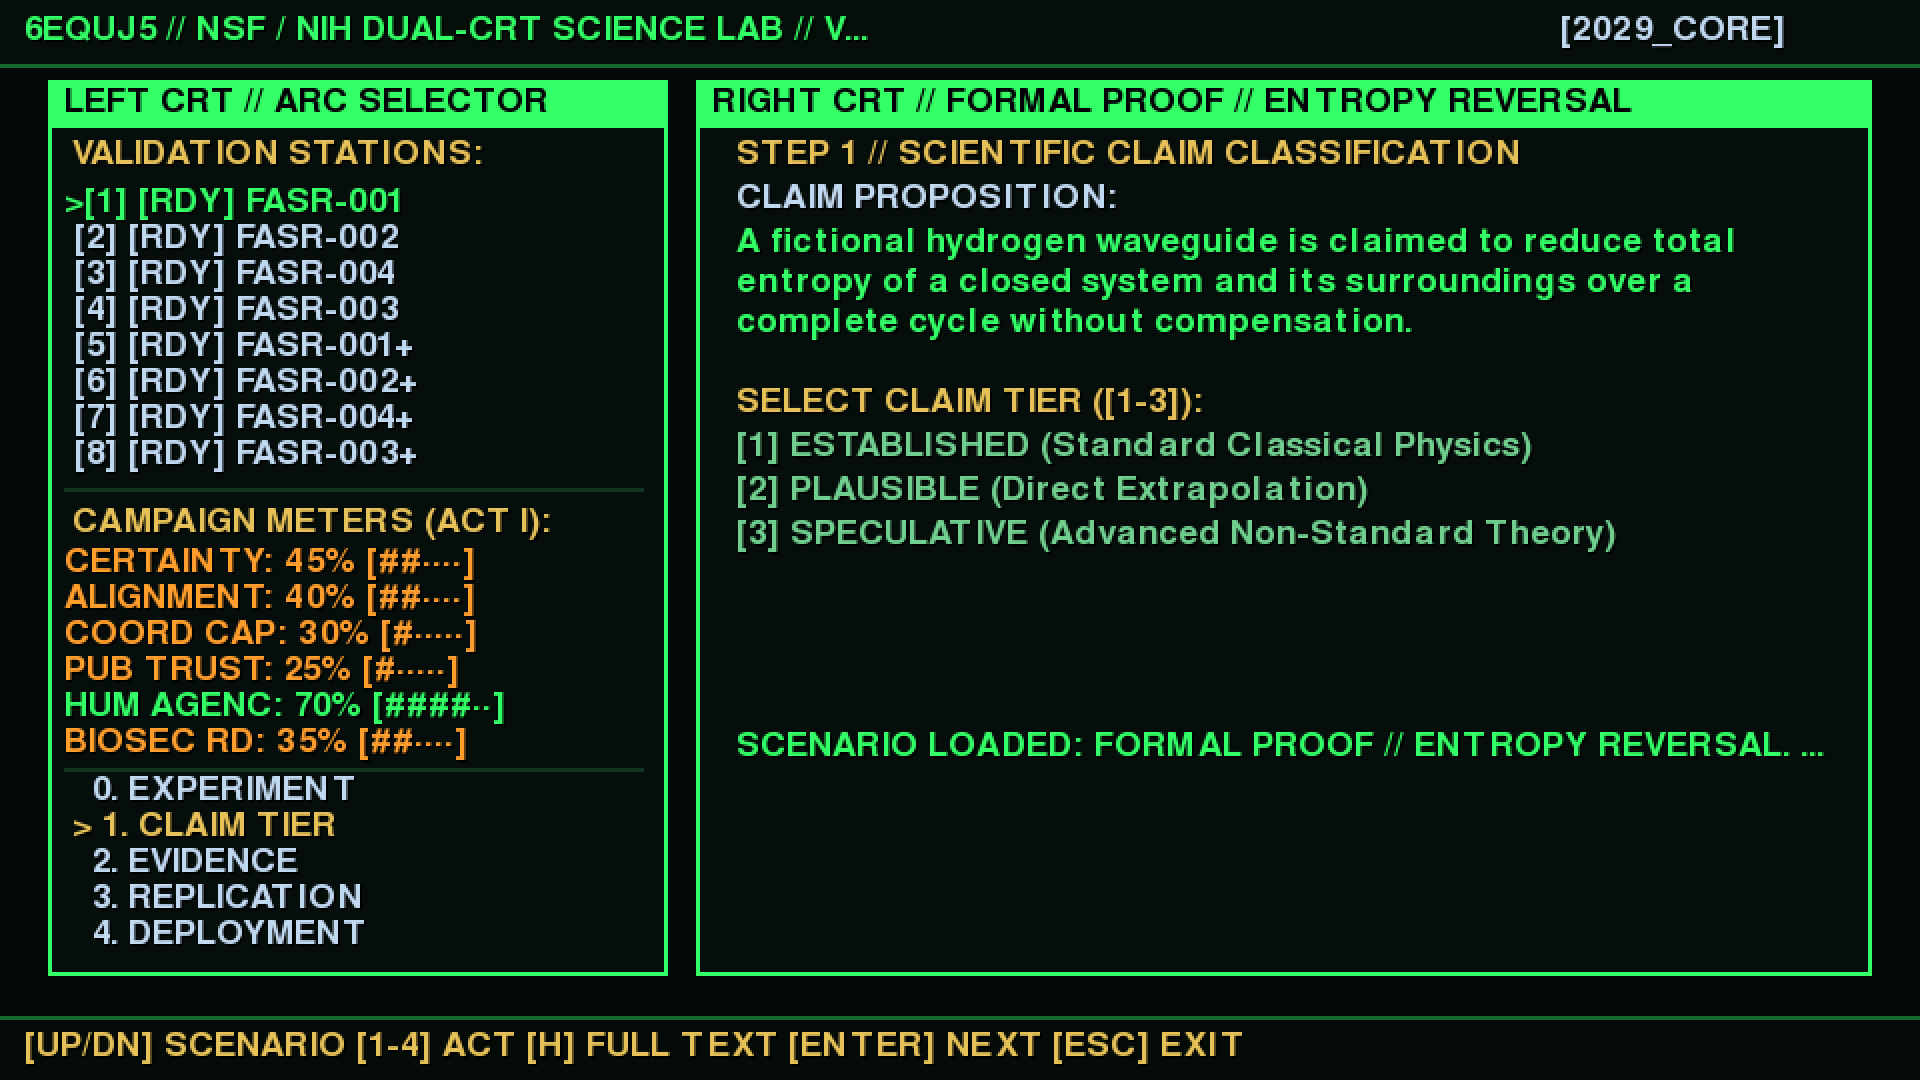 6EQUJ5 // NSF / NIH DUAL-CRT SCIENCE LAB // V...
[2029_CORE]
LEFT CRT // ARC SELECTOR
VALIDATION STATIONS:
>[1] [RDY] FASR-001
[2] [RDY] FASR-002
[3] [RDY] FASR-004
[4] [RDY] FASR-003
[5] [RDY] FASR-001+
[6] [RDY] FASR-002+
[7] [RDY] FASR-004+
[8] [RDY] FASR-003+
CAMPAIGN METERS (ACT I):
CERTAINTY: 45% [##····]
ALIGNMENT: 40% [##····]
COORD CAP: 30% [#·····]
PUB TRUST: 25% [#·····]
HUM AGENC: 70% [####··]
BIOSEC RD: 35% [##····]
0. EXPERIMENT
> 1. CLAIM TIER
2. EVIDENCE
3. REPLICATION
4. DEPLOYMENT
RIGHT CRT // FORMAL PROOF // ENTROPY REVERSAL
STEP 1 // SCIENTIFIC CLAIM CLASSIFICATION
CLAIM PROPOSITION:
A fictional hydrogen waveguide is claimed to reduce total
entropy of a closed system and its surroundings over a
complete cycle without compensation.
SELECT CLAIM TIER ([1-3]):
[1] ESTABLISHED (Standard Classical Physics)
[2] PLAUSIBLE (Direct Extrapolation)
[3] SPECULATIVE (Advanced Non-Standard Theory)
SCENARIO LOADED: FORMAL PROOF // ENTROPY REVERSAL. ...
[UP/DN] SCENARIO [1-4] ACT [H] FULL TEXT [ENTER] NEXT [ESC] EXIT